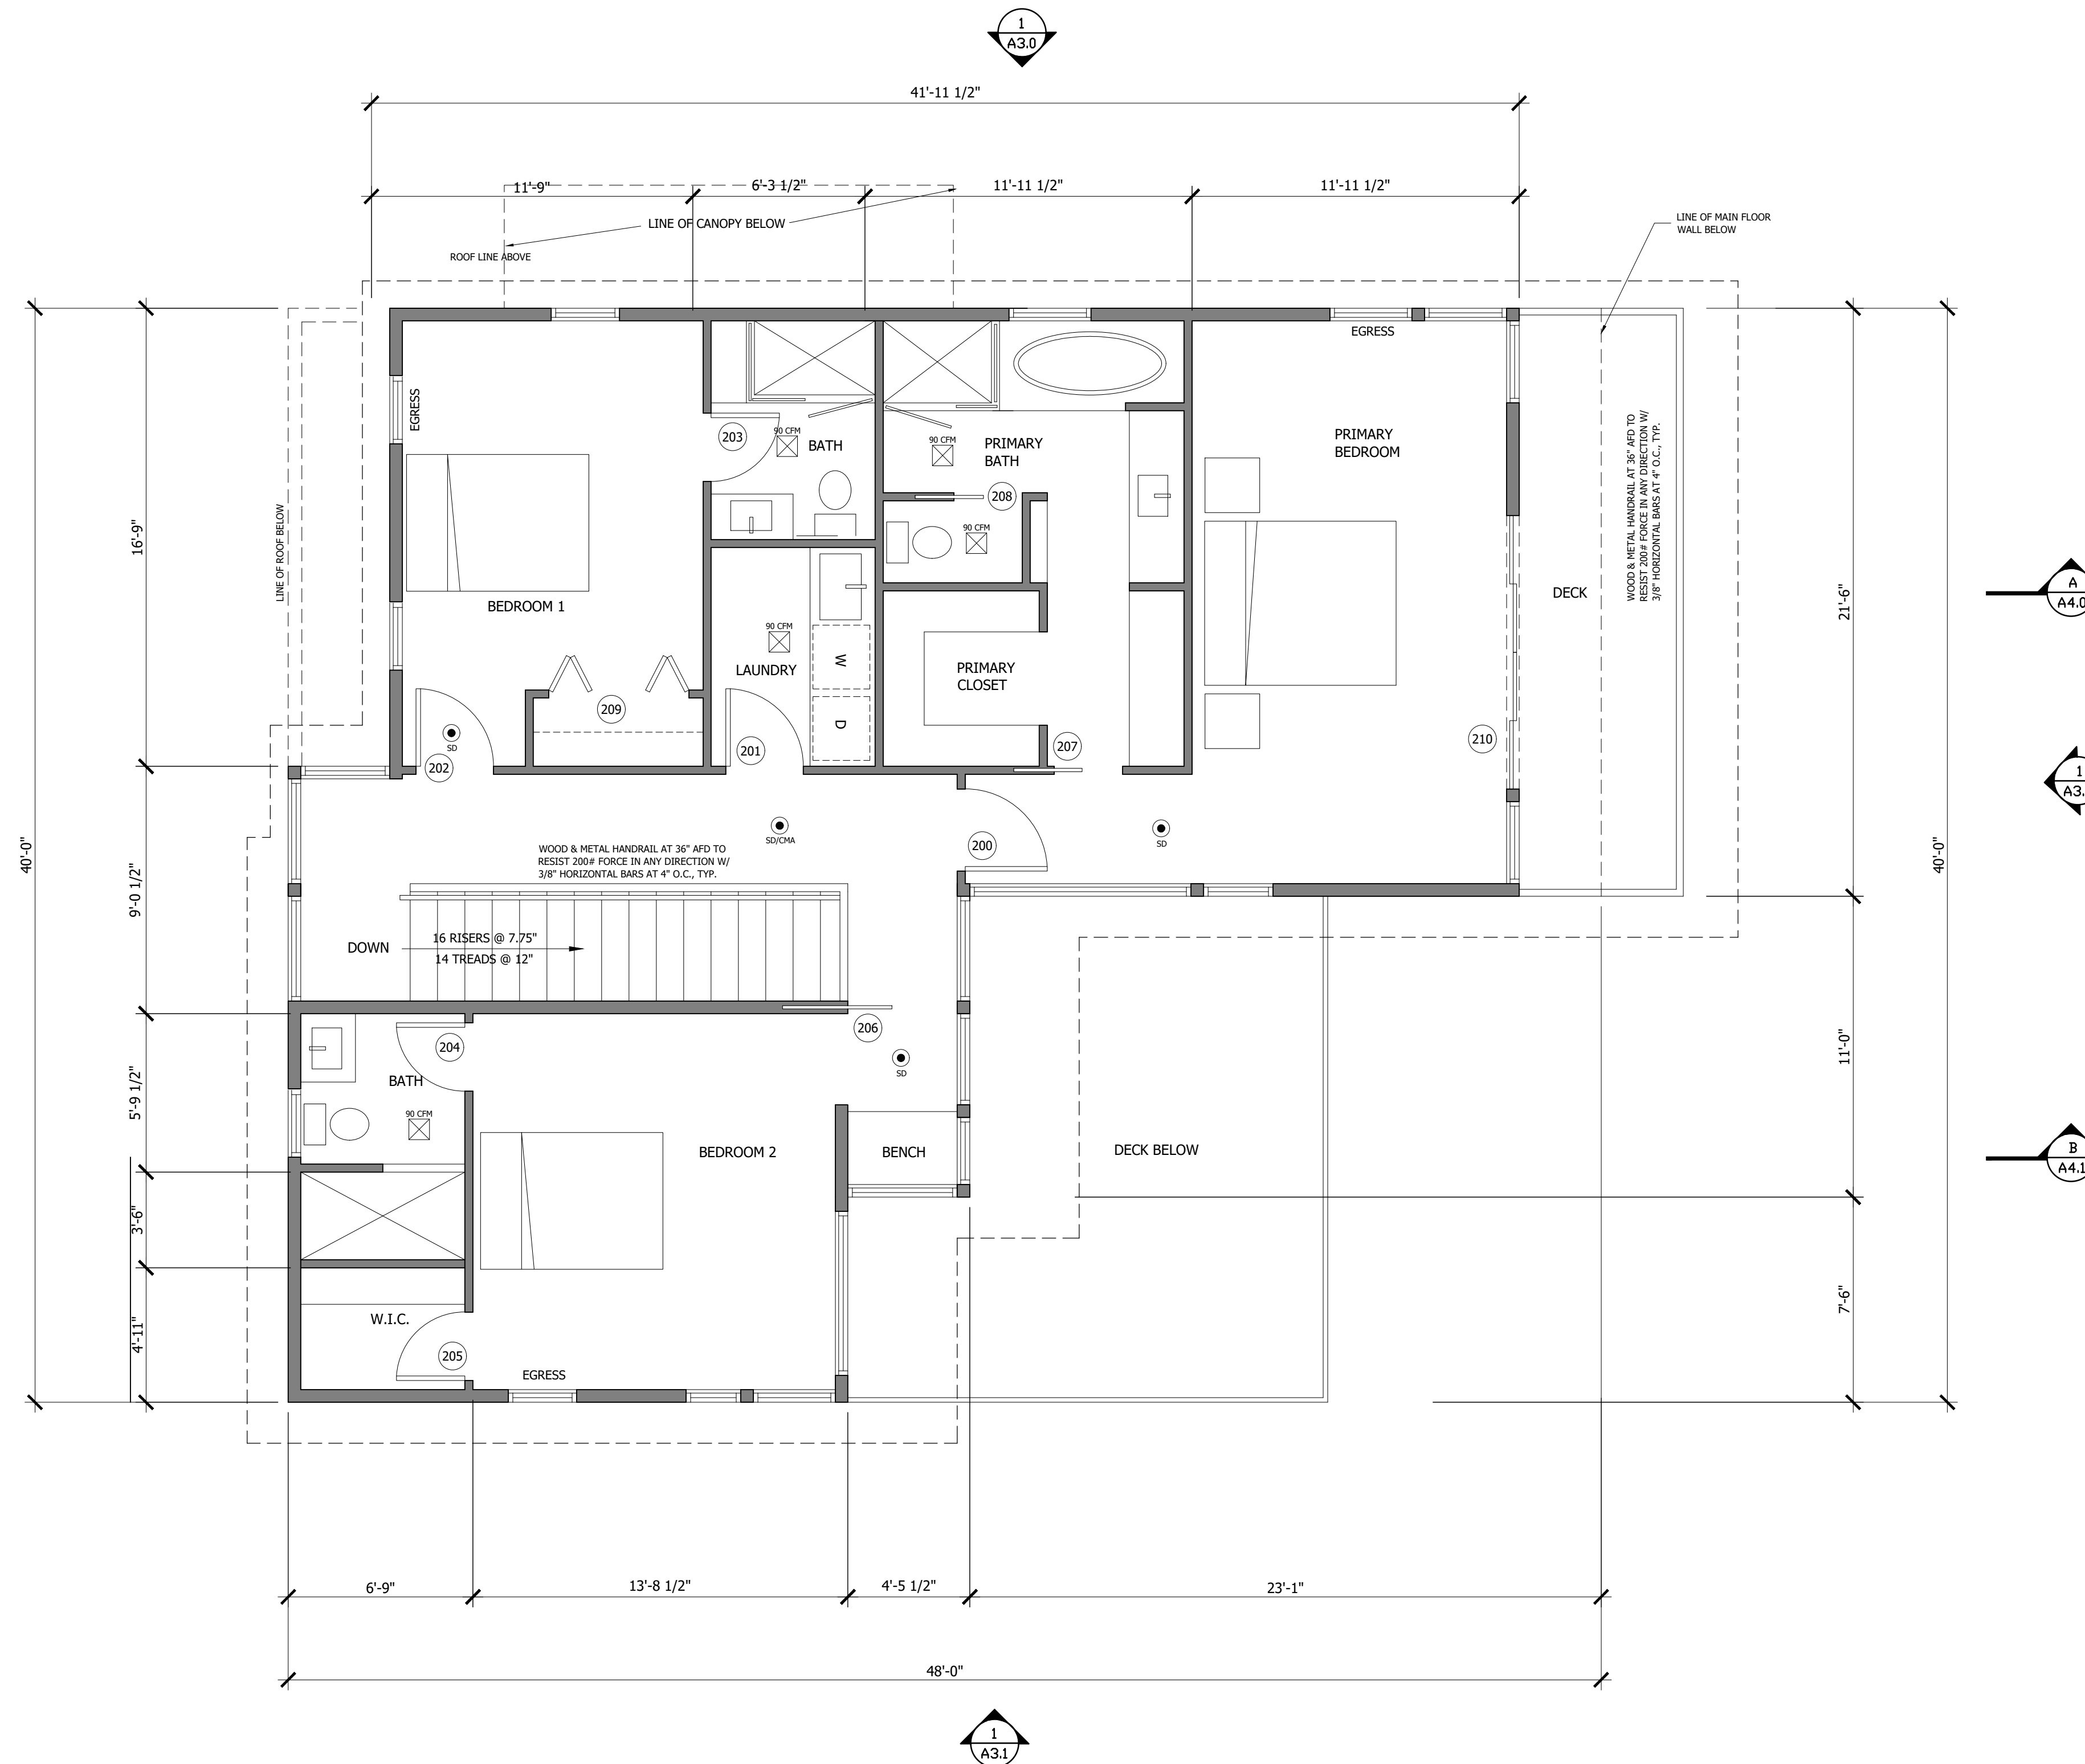 1
A3.0
41'-11 1/2"
11'-9"
6'-3 1/2"
11'-11 1/2"
11'-11 1/2"
LINE OF CANOPY BELOW
ROOF LINE ABOVE
LINE OF MAIN FLOOR
WALL BELOW
EGRESS
EGRESS
203
90 CFM
BATH
90 CFM
PRIMARY
BATH
PRIMARY
BEDROOM
WOOD & METAL HANDRAIL AT 36" AFD TO
RESIST 200# FORCE IN ANY DIRECTION W/
3/8" HORIZONTAL BARS AT 4" O.C., TYP.
208
90 CFM
16'-9"
LINE OF ROOF BELOW
BEDROOM 1
DECK
21'-6"
A
A4.0
90 CFM
LAUNDRY
W
D
PRIMARY
CLOSET
209
SD
202
201
207
210
1
A3.
40'-0"
9'-0 1/2"
SD/CMA
SD
200
40'-0"
WOOD & METAL HANDRAIL AT 36" AFD TO
RESIST 200# FORCE IN ANY DIRECTION W/
3/8" HORIZONTAL BARS AT 4" O.C., TYP.
DOWN
16 RISERS @ 7.75"
14 TREADS @ 12"
206
204
SD
11'-0"
5'-9 1/2"
BATH
90 CFM
BEDROOM 2
BENCH
DECK BELOW
B
A4.1
3'-6"
4'-11"
W.I.C.
205
EGRESS
7'-6"
6'-9"
13'-8 1/2"
4'-5 1/2"
23'-1"
48'-0"
1
A3.1